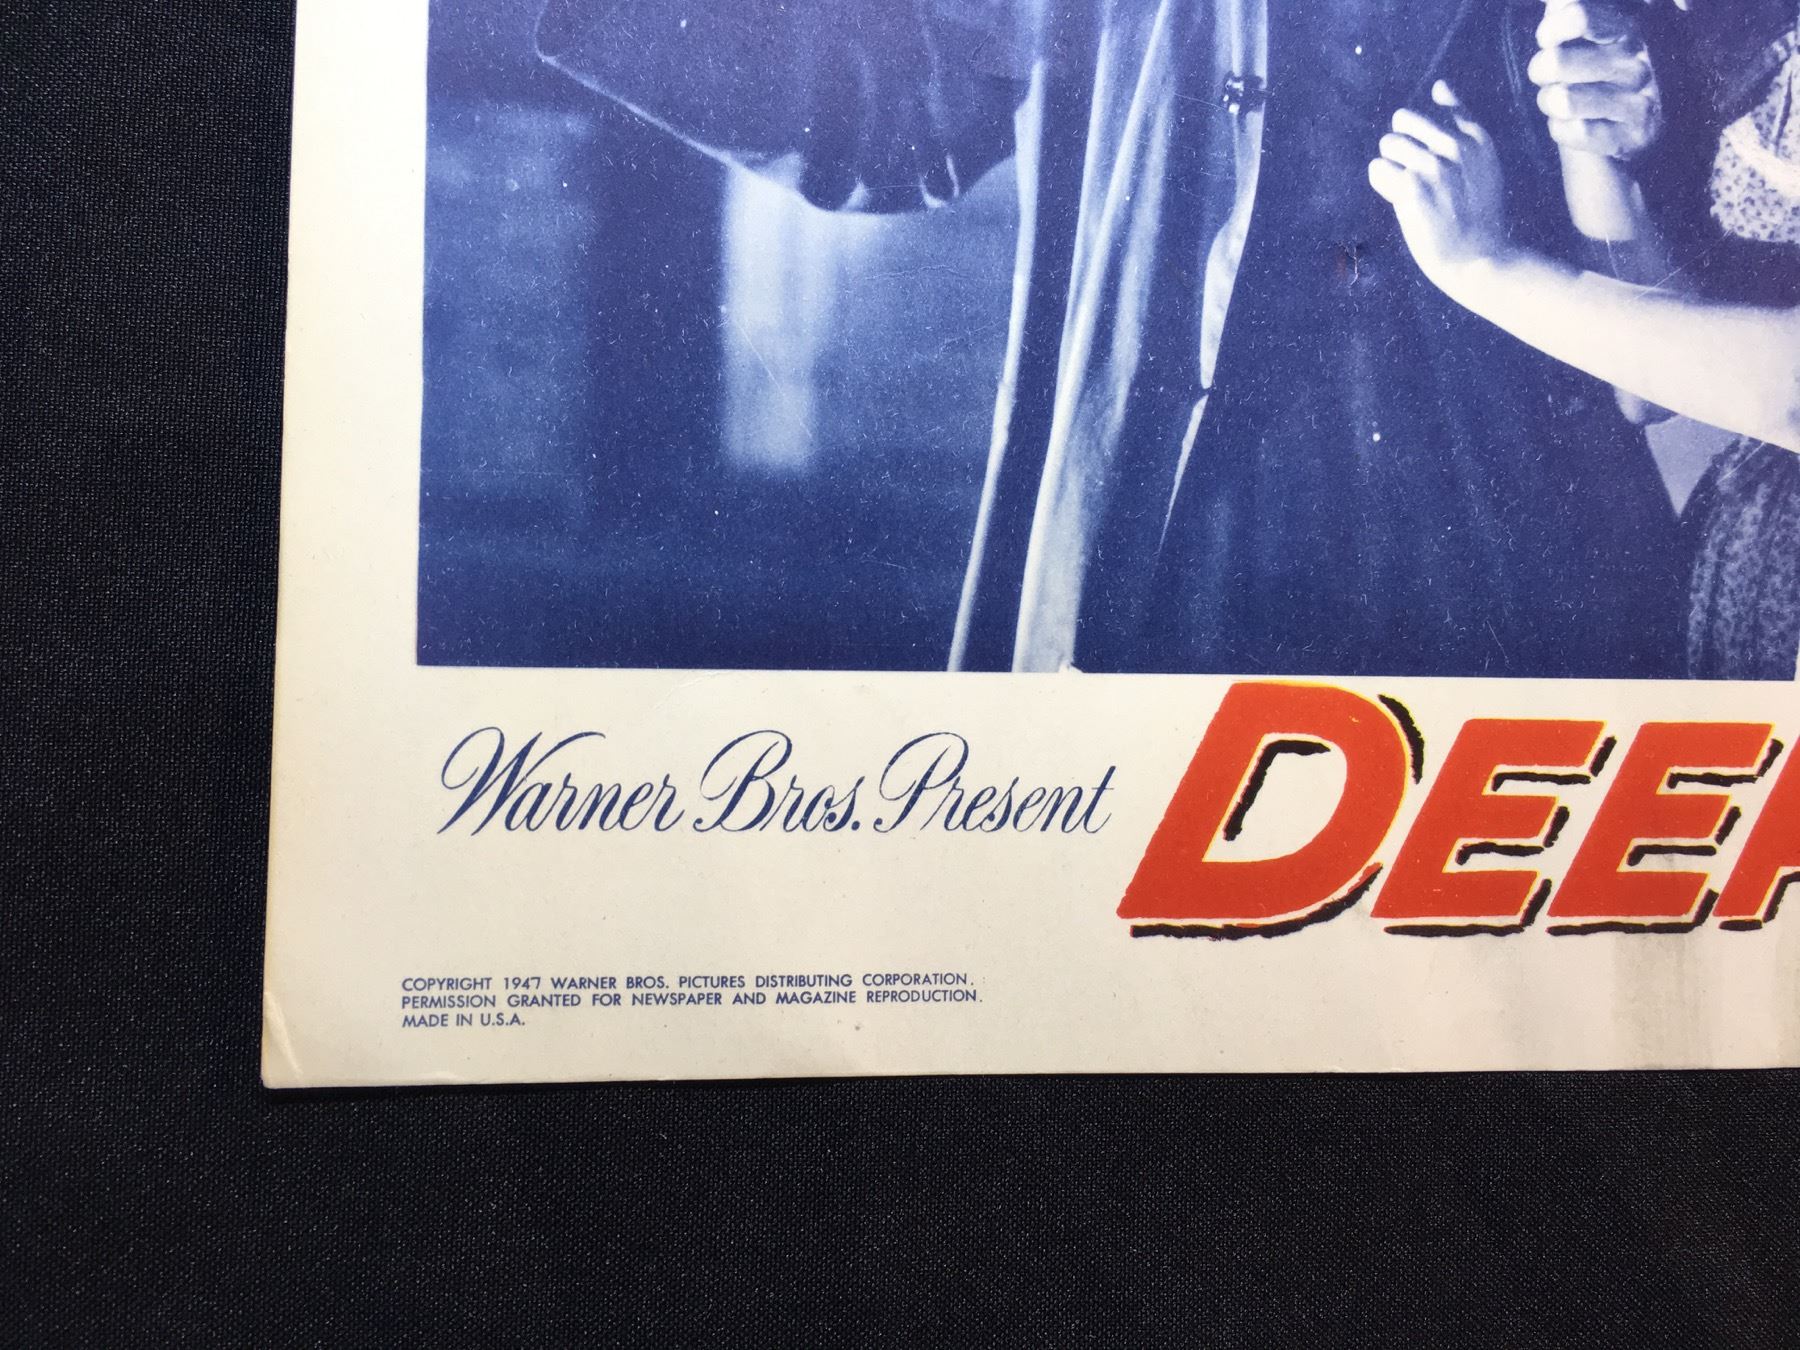 Warner Bros. Present
DEEP
COPYRIGHT 1947 WARNER BROS. PICTURES DISTRIBUTING CORPORATION.
PERMISSION GRANTED FOR NEWSPAPER AND MAGAZINE REPRODUCTION.
MADE IN U.S.A.